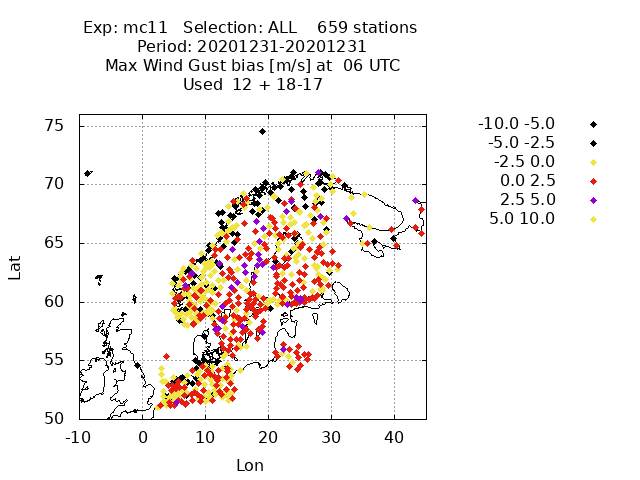 Exp: mc11 Selection: ALL 659 stations
Period: 20201231-20201231
Max Wind Gust bias [m/s] at 06 UTC
Used 12 + 18-17
-10.0 -5.0
-5.0 -2.5
-2.5 0.0
0.0 2.5
2.5 5.0
5.0 10.0
75
70
65
60
55
50
Lat
-10 0 10 20 30 40
Lon